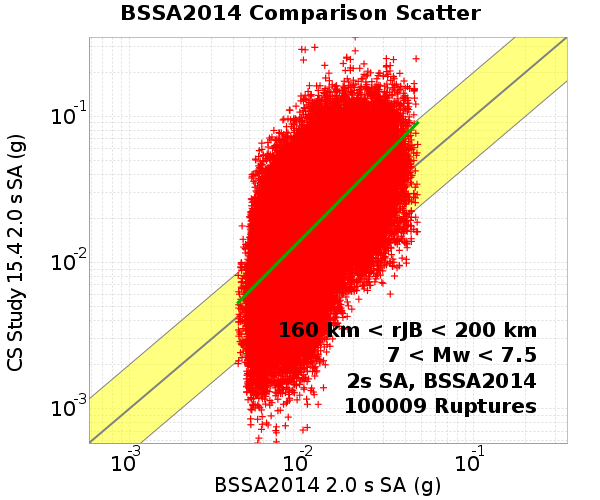 BSSA2014 Comparison Scatter
CS Study 15.4 2.0 s SA (g)
10-1
10-2
10-3
160 km < rJB < 200 km
7 < Mw < 7.5
2s SA, BSSA2014
100009 Ruptures
10-3 10-2 10-1
BSSA2014 2.0 s SA (g)